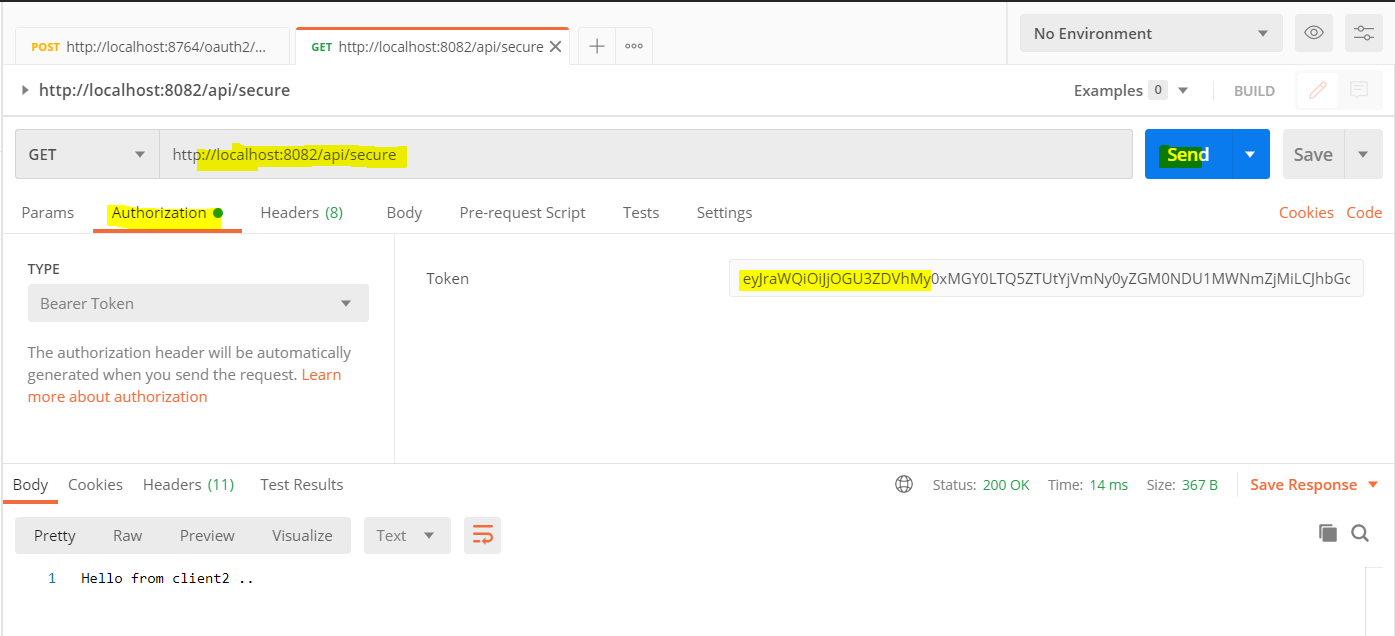 POST http://localhost:8764/oauth2/...
GET http://localhost:8082/api/secure
No Environment
http://localhost:8082/api/secure
Examples 0
BUILD
GET
http://localhost:8082/api/secure
Send
Save
Params
Authorization
Headers (8)
Body
Pre-request Script
Tests
Settings
Cookies
Code
TYPE
Bearer Token
The authorization header will be automatically
generated when you send the request. Learn
more about authorization
Token
eyJraWQiOiJjOGU3ZDVhMy0xMGY0LTQ5ZTUtYjVmNy0yZGM0NDU1MWNmZjMiLCJhbGc
Body
Cookies
Headers (11)
Test Results
Status: 200 OK
Time: 14 ms
Size: 367 B
Save Response
Pretty
Raw
Preview
Visualize
Text
1 Hello from client2 ..